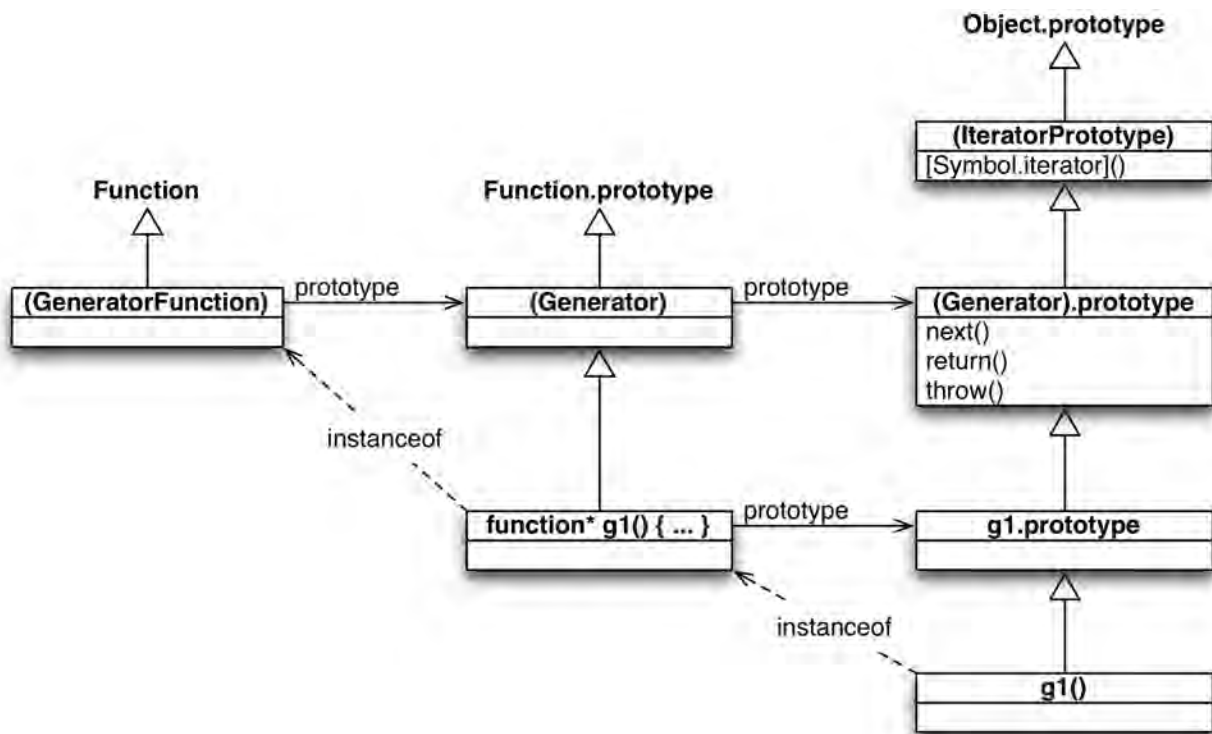 Object.prototype
(IteratorPrototype)
[Symbol.iterator]()
Function
Function.prototype
(GeneratorFunction)
prototype
(Generator)
prototype
(Generator).prototype
next()
return()
throw()
instanceof
function* g1() { ... }
prototype
g1.prototype
instanceof
g1()